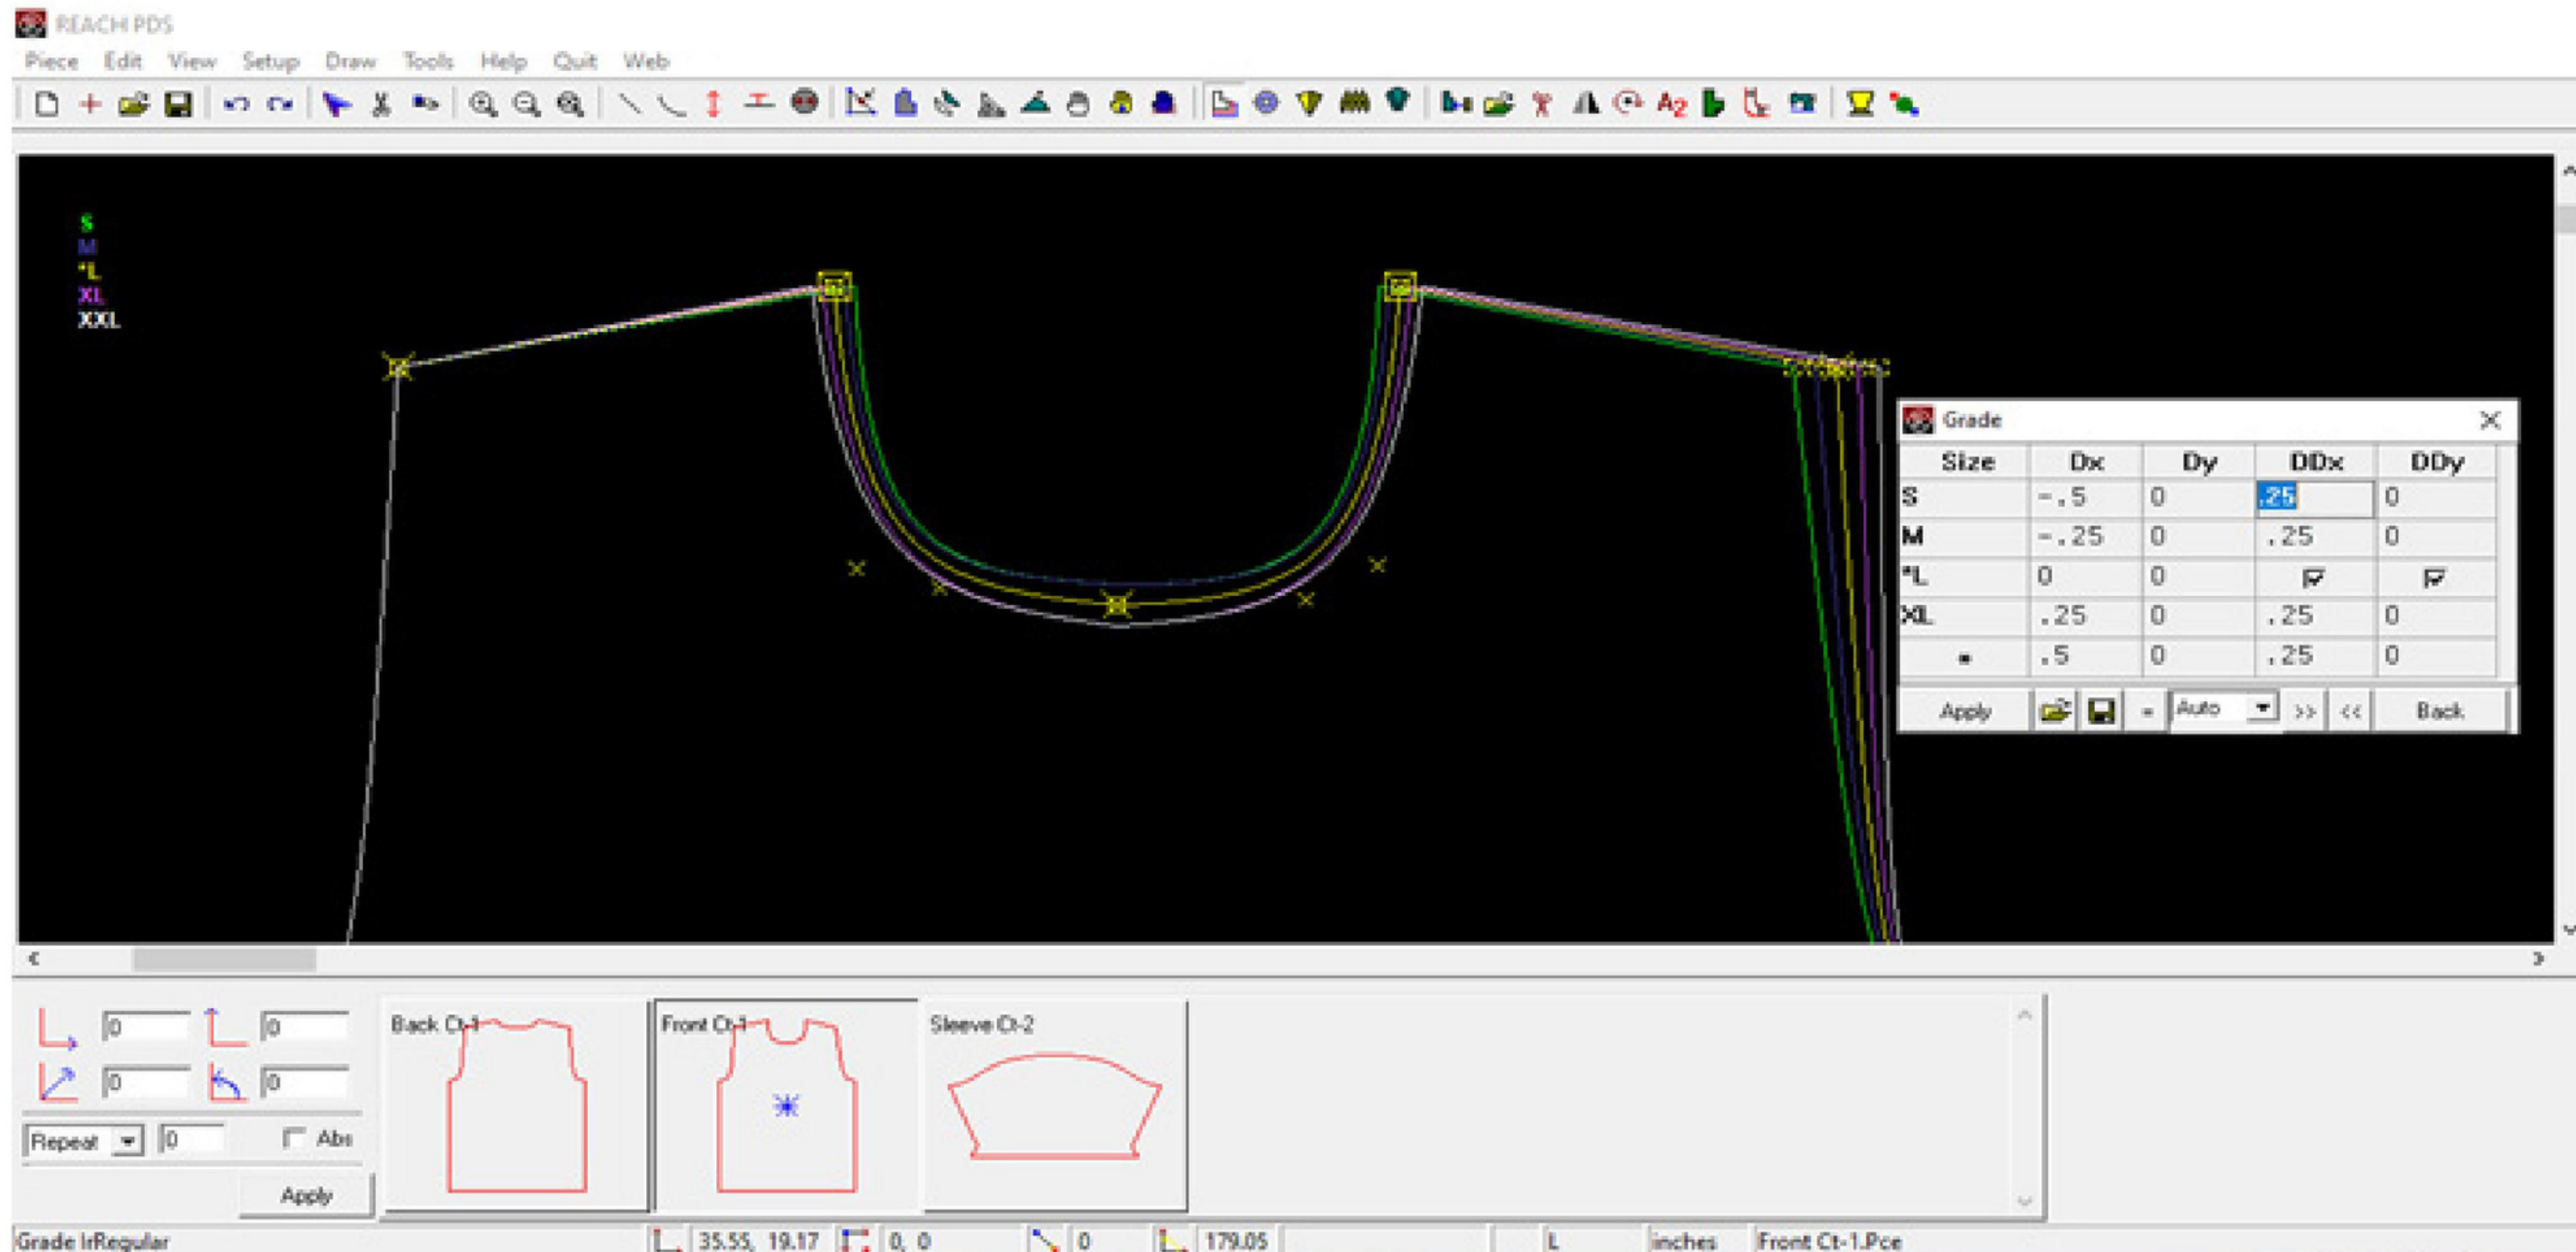 REACH PDS
Piece Edit View Setup Draw Tools Help Quit Web
S
M
*L
XL
XXL
Grade
Size Dx Dy DDx DDy
S -.5 0 .25 0
M -.25 0 .25 0
*L 0 0
XL .25 0 .25 0
.5 0 .25 0
Apply = Auto >> << Back
0 0
0 0
Repeat 0 Abs
Apply
Back Ct-1
Front Ct-1
Sleeve Ct-2
Grade IrRegular 35.55, 19.17 0, 0 0 179.05 L inches Front Ct-1.Pce